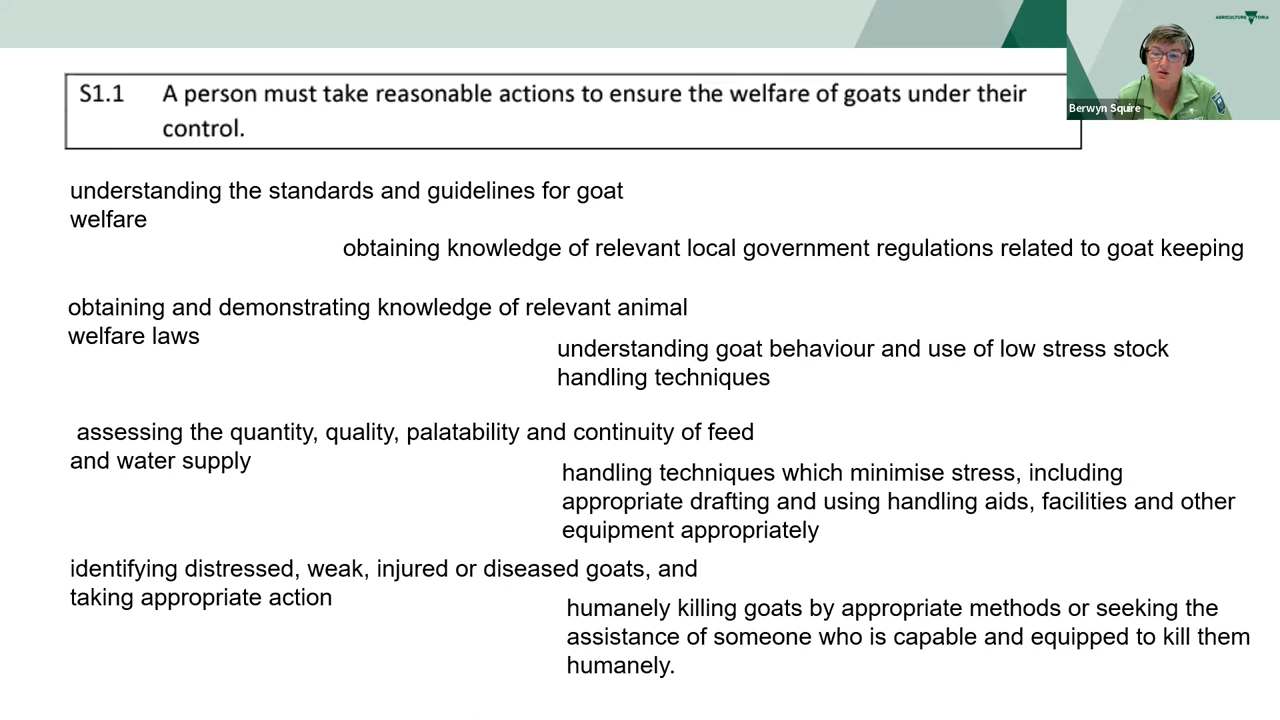 AGRICULTURE VICTORIA
S1.1 A person must take reasonable actions to ensure the welfare of goats under their
control.
Berwyn Squire
understanding the standards and guidelines for goat
welfare
obtaining knowledge of relevant local government regulations related to goat keeping
obtaining and demonstrating knowledge of relevant animal
welfare laws
understanding goat behaviour and use of low stress stock
handling techniques
assessing the quantity, quality, palatability and continuity of feed
and water supply
handling techniques which minimise stress, including
appropriate drafting and using handling aids, facilities and other
equipment appropriately
identifying distressed, weak, injured or diseased goats, and
taking appropriate action
humanely killing goats by appropriate methods or seeking the
assistance of someone who is capable and equipped to kill them
humanely.